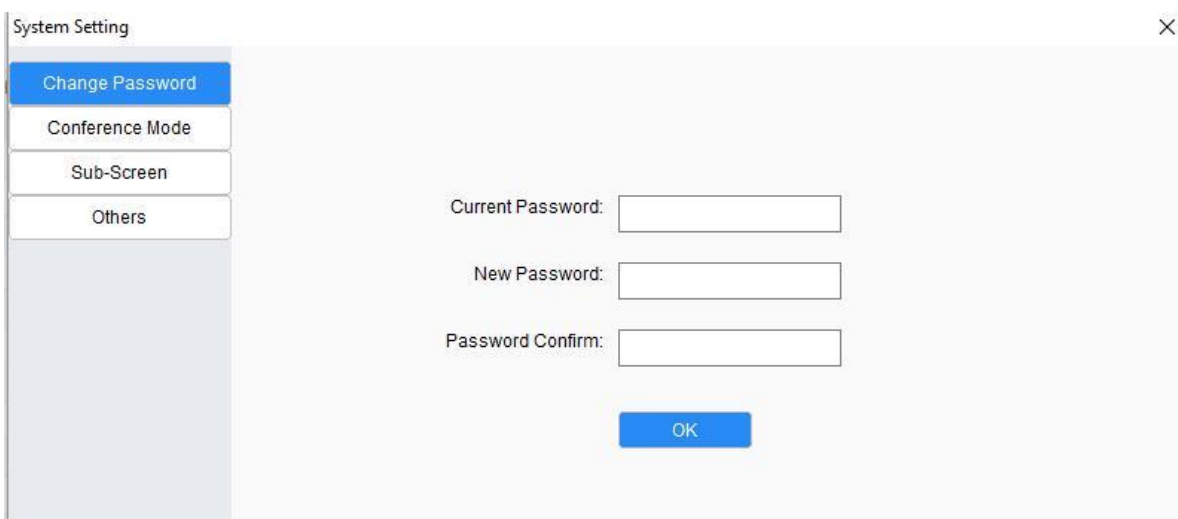 System Setting
Change Password
Conference Mode
Sub-Screen
Others
Current Password:
New Password:
Password Confirm:
OK